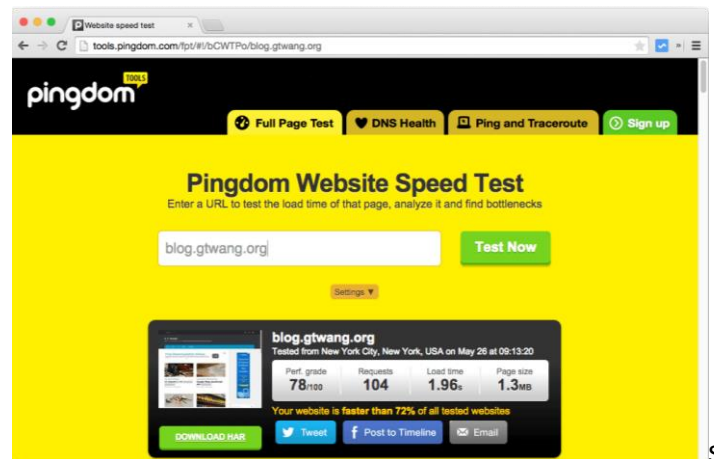 Website speed test
tools.pingdom.com/fpt/#!/bCWTPo/blog.gtwang.org
TOOLS
pingdom
Full Page Test
DNS Health
Ping and Traceroute
Sign up
Pingdom Website Speed Test
Enter a URL to test the load time of that page, analyze it and find bottlenecks
blog.gtwang.org
Test Now
Settings ▼
blog.gtwang.org
Tested from New York City, New York, USA on May 26 at 09:13:20
Perf. grade Requests Load time Page size
78/100 104 1.96s 1.3MB
Your website is faster than 72% of all tested websites
DOWNLOAD HAR
Tweet
Post to Timeline
Email
s